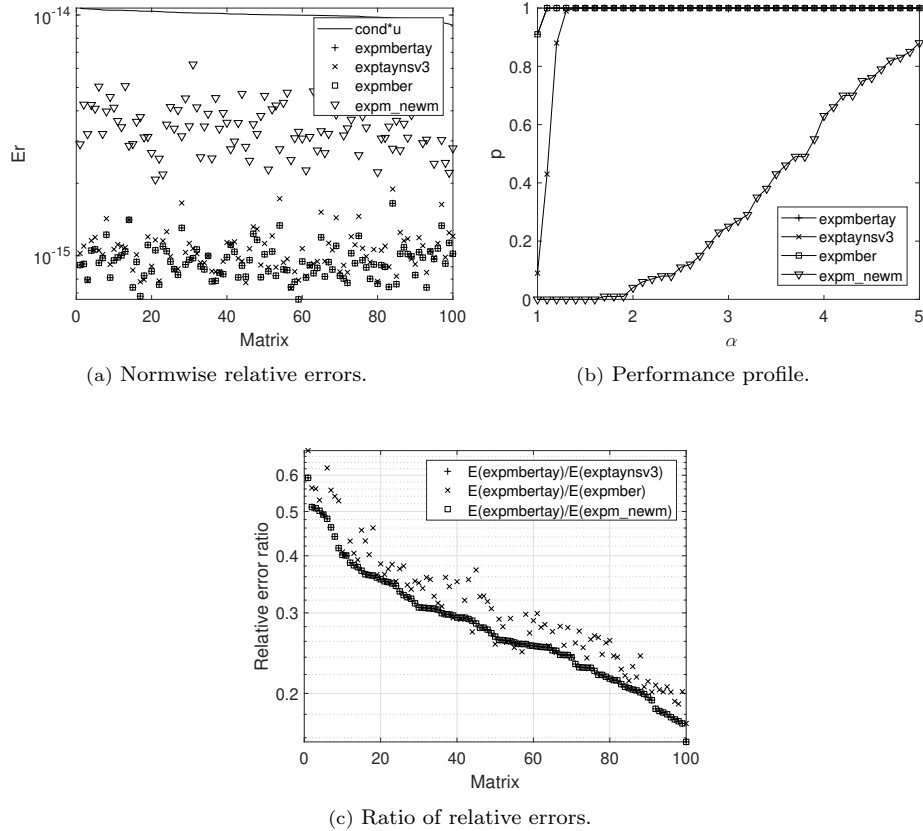 10^-14
10^-15
Er
0 20 40 60 80 100
Matrix
cond*u
expmbertay
exptaynsv3
expmber
expm_newm
(a) Normwise relative errors.
1
0.8
0.6
0.4
0.2
0
p
1 2 3 4 5
α
expmbertay
exptaynsv3
expmber
expm_newm
(b) Performance profile.
0.6
0.5
0.4
0.3
0.2
Relative error ratio
0 20 40 60 80 100
Matrix
E(expmbertay)/E(exptaynsv3)
E(expmbertay)/E(expmber)
E(expmbertay)/E(expm_newm)
(c) Ratio of relative errors.